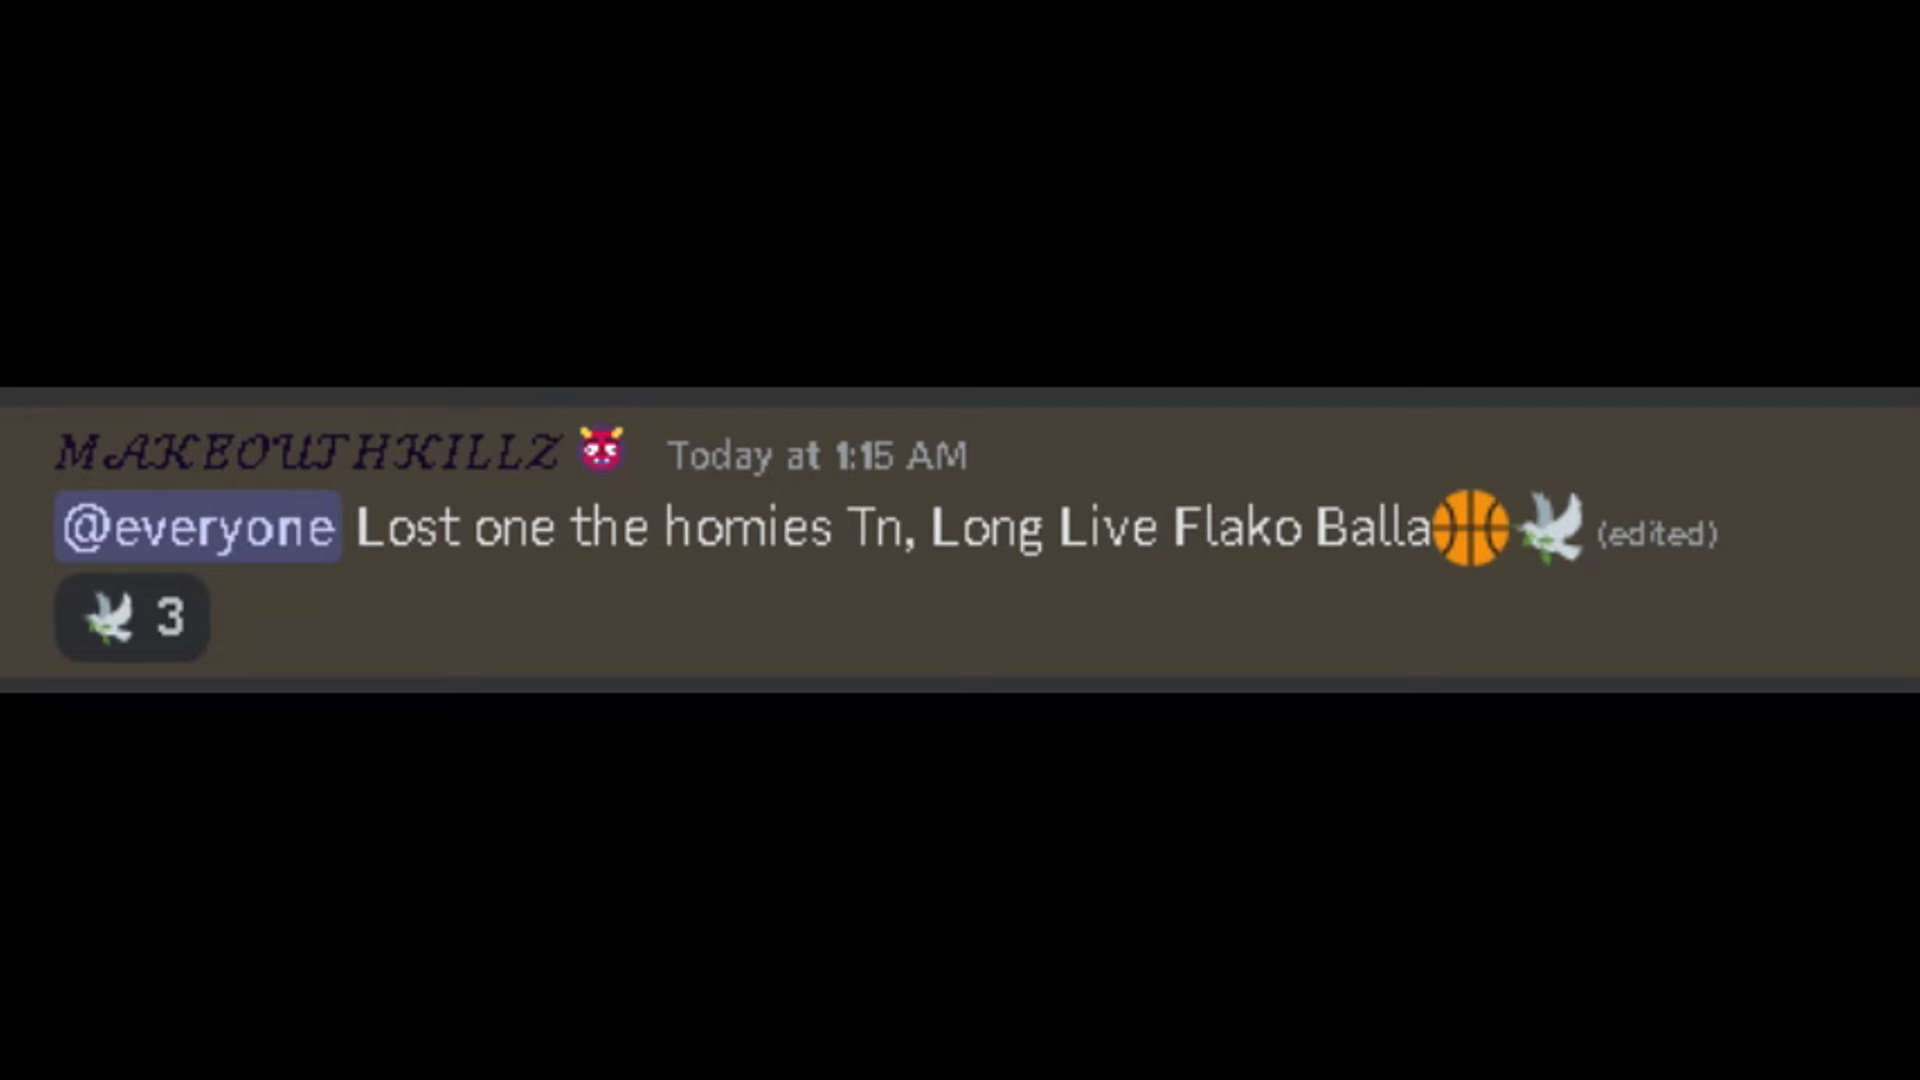 MAKEOUTHKILLZ 👹 Today at 1:15 AM
@everyone Lost one the homies Tn, Long Live Flako Balla🏀🕊️ (edited)
🕊️ 3